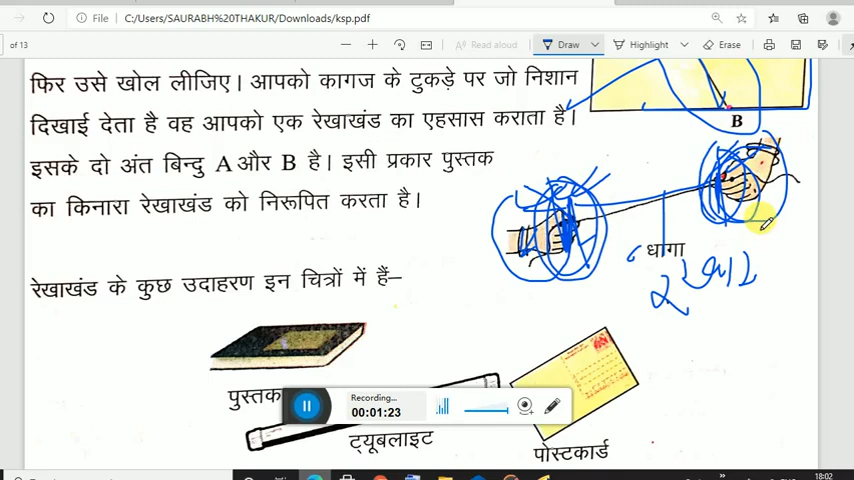 File
C:/Users/SAURABH%20THAKUR/Downloads/ksp.pdf
of 13
Read aloud
Draw
Highlight
Erase
फिर उसे खोल लीजिए। आपको कागज के टुकड़े पर जो निशान
दिखाई देता है वह आपको एक रेखाखंड का एहसास कराता है।
इसके दो अंत बिन्दु A और B है। इसी प्रकार पुस्तक
का किनारा रेखाखंड को निरूपित करता है।
B
धागा
रेखाखंड के कुछ उदाहरण इन चित्रों में हैं–
पुस्तक
Recording...
00:01:23
ट्यूबलाइट
पोस्टकार्ड
18:02